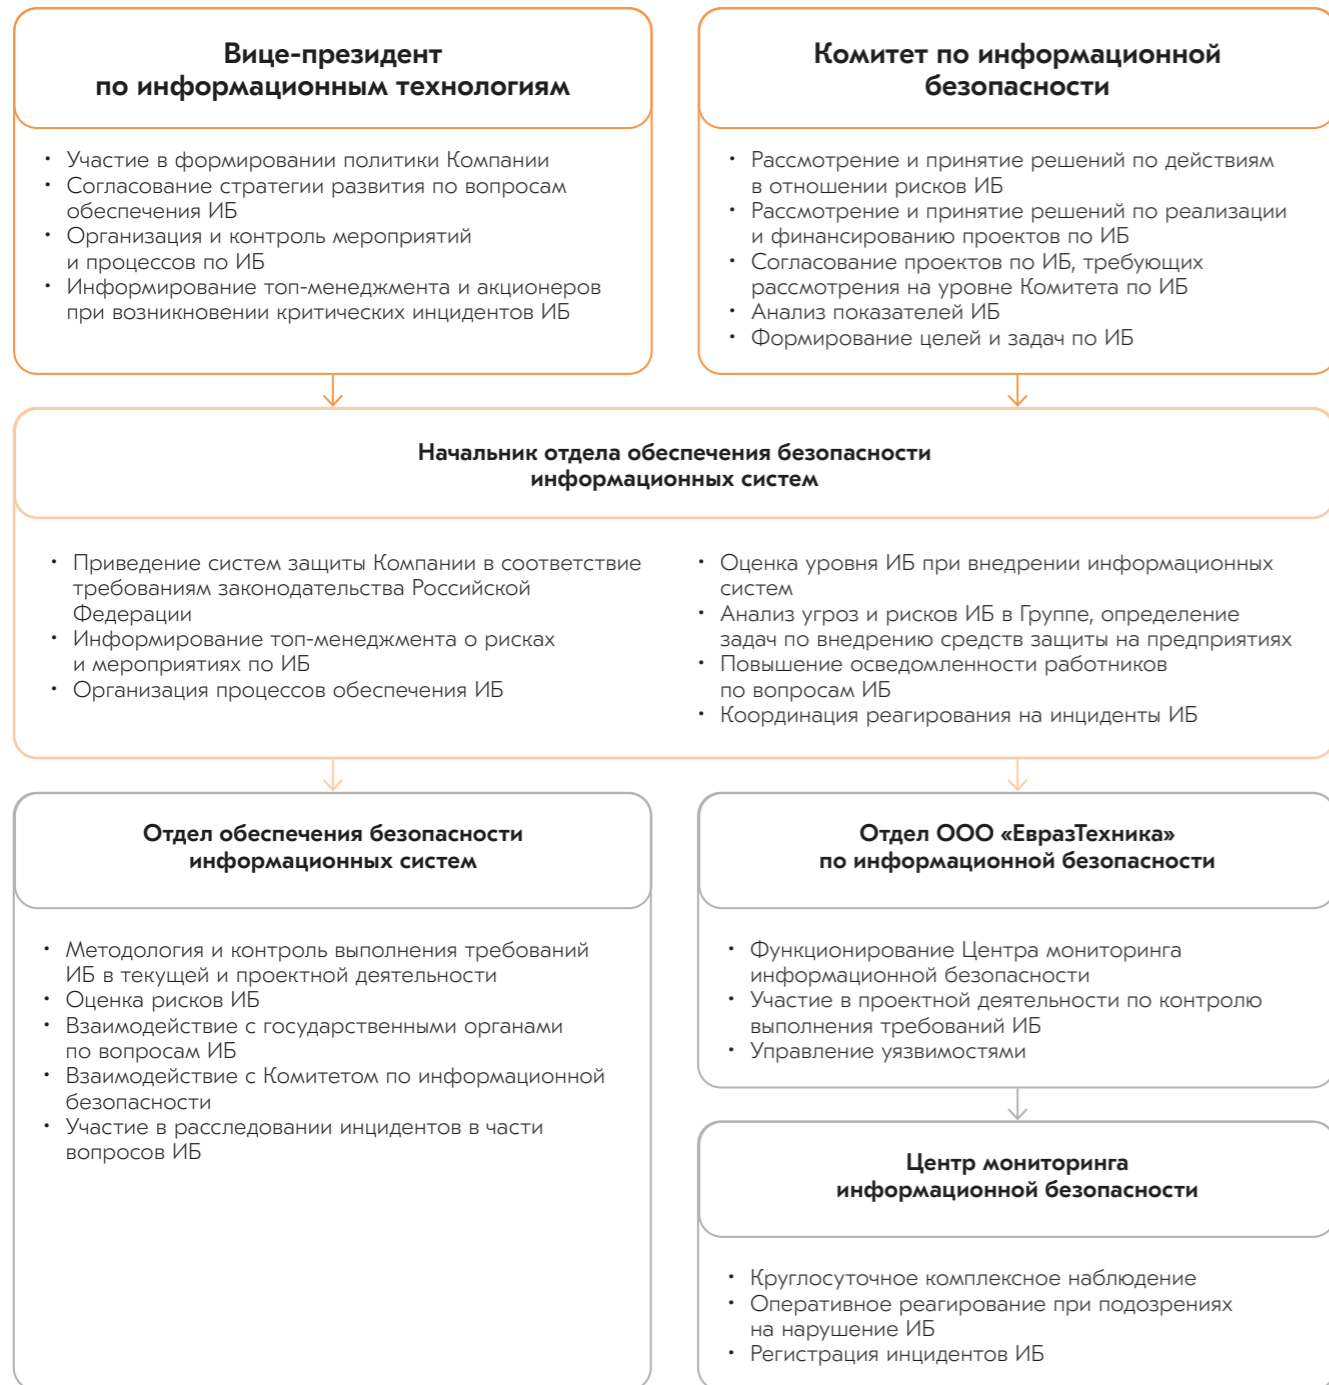 Вице-президент
по информационным технологиям
• Участие в формировании политики Компании
• Согласование стратегии развития по вопросам
обеспечения ИБ
• Организация и контроль мероприятий
и процессов по ИБ
• Информирование топ-менеджмента и акционеров
при возникновении критических инцидентов ИБ
Комитет по информационной
безопасности
• Рассмотрение и принятие решений по действиям
в отношении рисков ИБ
• Рассмотрение и принятие решений по реализации
и финансированию проектов по ИБ
• Согласование проектов по ИБ, требующих
рассмотрения на уровне Комитета по ИБ
• Анализ показателей ИБ
• Формирование целей и задач по ИБ
Начальник отдела обеспечения безопасности
информационных систем
• Приведение систем защиты Компании в соответствие
требованиям законодательства Российской
Федерации
• Информирование топ-менеджмента о рисках
и мероприятиях по ИБ
• Организация процессов обеспечения ИБ
• Оценка уровня ИБ при внедрении информационных
систем
• Анализ угроз и рисков ИБ в Группе, определение
задач по внедрению средств защиты на предприятиях
• Повышение осведомленности работников
по вопросам ИБ
• Координация реагирования на инциденты ИБ
Отдел обеспечения безопасности
информационных систем
• Методология и контроль выполнения требований
ИБ в текущей и проектной деятельности
• Оценка рисков ИБ
• Взаимодействие с государственными органами
по вопросам ИБ
• Взаимодействие с Комитетом по информационной
безопасности
• Участие в расследовании инцидентов в части
вопросов ИБ
Отдел ООО «ЕвразТехника»
по информационной безопасности
• Функционирование Центра мониторинга
информационной безопасности
• Участие в проектной деятельности по контролю
выполнения требований ИБ
• Управление уязвимостями
Центр мониторинга
информационной безопасности
• Круглосуточное комплексное наблюдение
• Оперативное реагирование при подозрениях
на нарушение ИБ
• Регистрация инцидентов ИБ